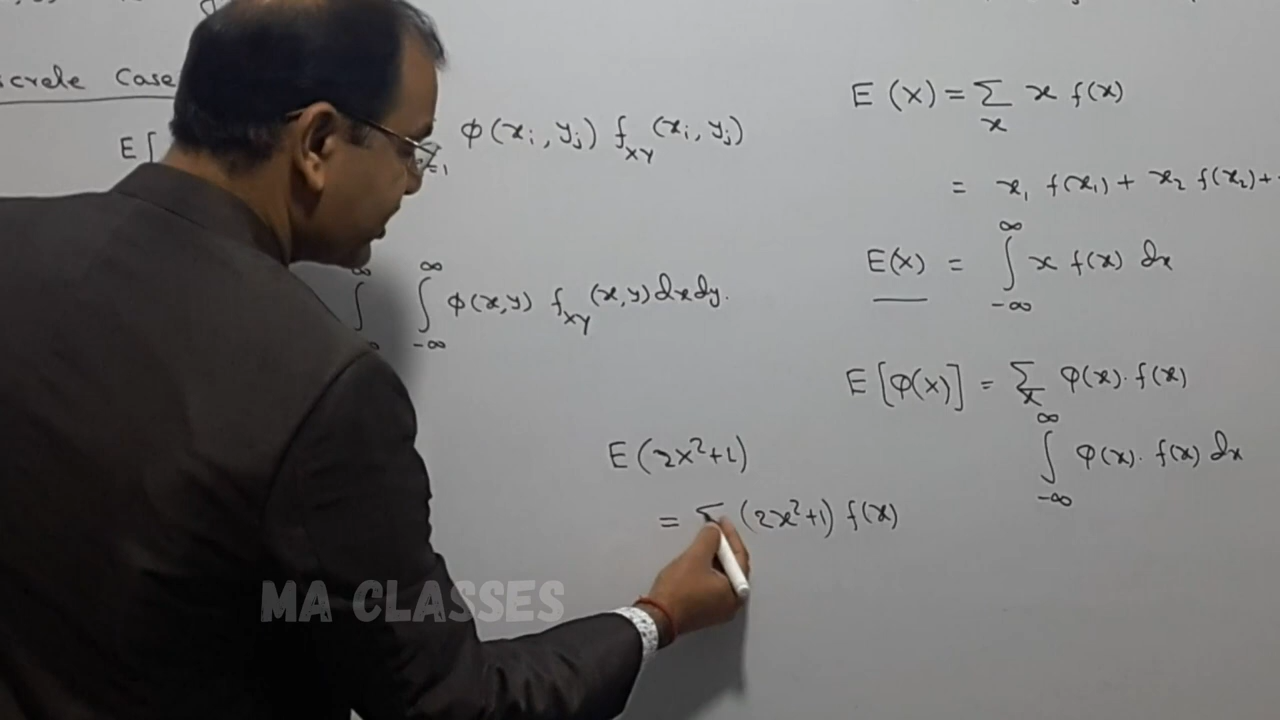 Case
E[
ϕ(xᵢ, yⱼ) f_XY (xᵢ, yⱼ)
=1
∞ ∞
∫ ∫ ϕ(x,y) f_XY (x,y) dx dy.
-∞
E(2x²+1)
= Σ (2x²+1) f(x)
E(X) = Σ x f(x)
x
= x₁ f(x₁) + x₂ f(x₂) +
∞
E(X) = ∫ x f(x) dx
-∞
E[ϕ(x)] = Σ ϕ(x). f(x)
x
∞
∫ ϕ(x). f(x) dx
-∞
MA CLASSES